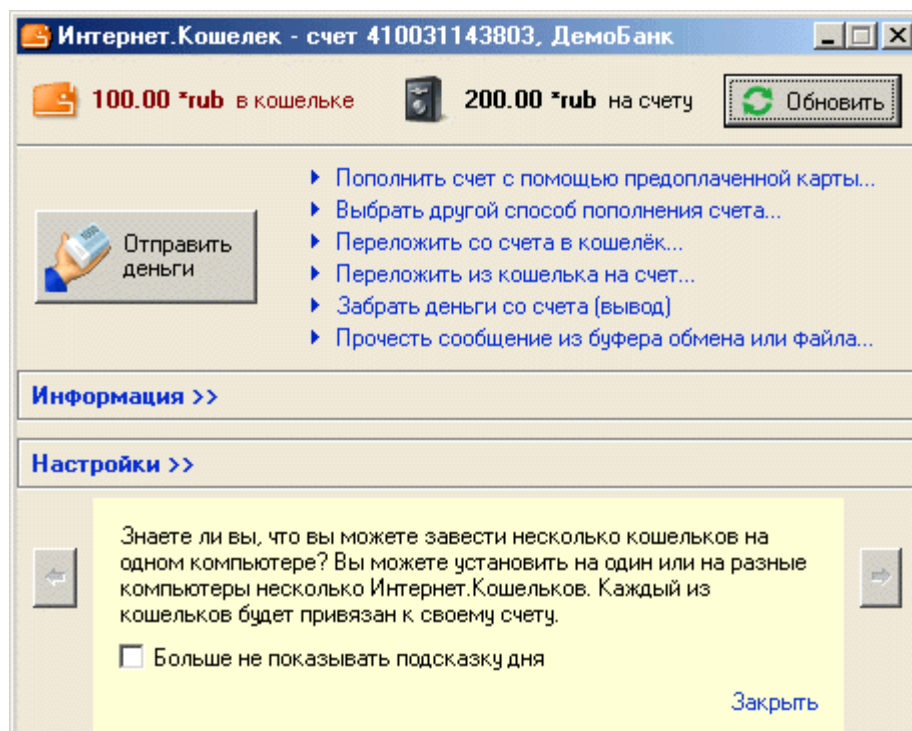 Интернет.Кошелек - счет 410031143803, ДемоБанк
100.00 *rub в кошельке
200.00 *rub на счету
Обновить
Отправить
деньги
Пополнить счет с помощью предоплаченной карты...
Выбрать другой способ пополнения счета...
Переложить со счета в кошелёк...
Переложить из кошелька на счет...
Забрать деньги со счета (вывод)
Прочесть сообщение из буфера обмена или файла...
Информация >>
Настройки >>
Знаете ли вы, что вы можете завести несколько кошельков на
одном компьютере? Вы можете установить на один или на разные
компьютеры несколько Интернет.Кошельков. Каждый из
кошельков будет привязан к своему счету.
Больше не показывать подсказку дня
Закрыть